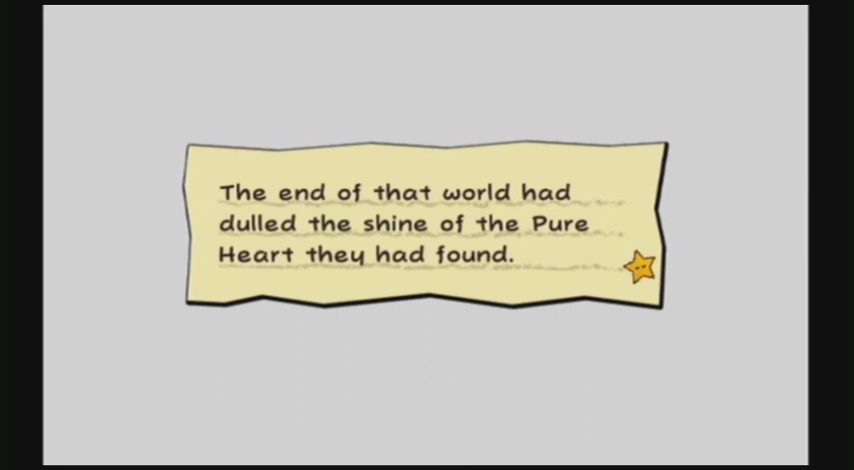 The end of that world had
dulled the shine of the Pure
Heart they had found.